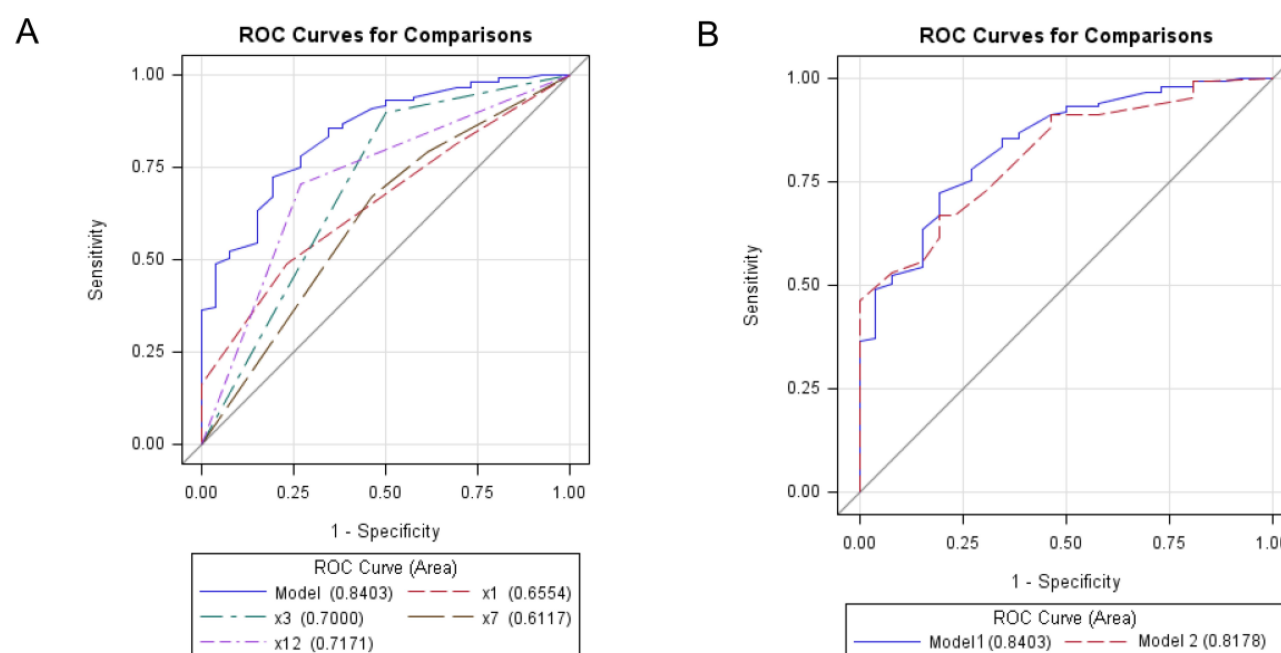 A
ROC Curves for Comparisons
1.00
0.75
0.50
0.25
0.00
Sensitivity
0.00 0.25 0.50 0.75 1.00
1 - Specificity
ROC Curve (Area)
Model (0.8403) x1 (0.6554)
x3 (0.7000) x7 (0.6117)
x12 (0.7171)
B
ROC Curves for Comparisons
1.00
0.75
0.50
0.25
0.00
Sensitivity
0.00 0.25 0.50 0.75 1.00
1 - Specificity
ROC Curve (Area)
Model1 (0.8403) Model 2 (0.8178)